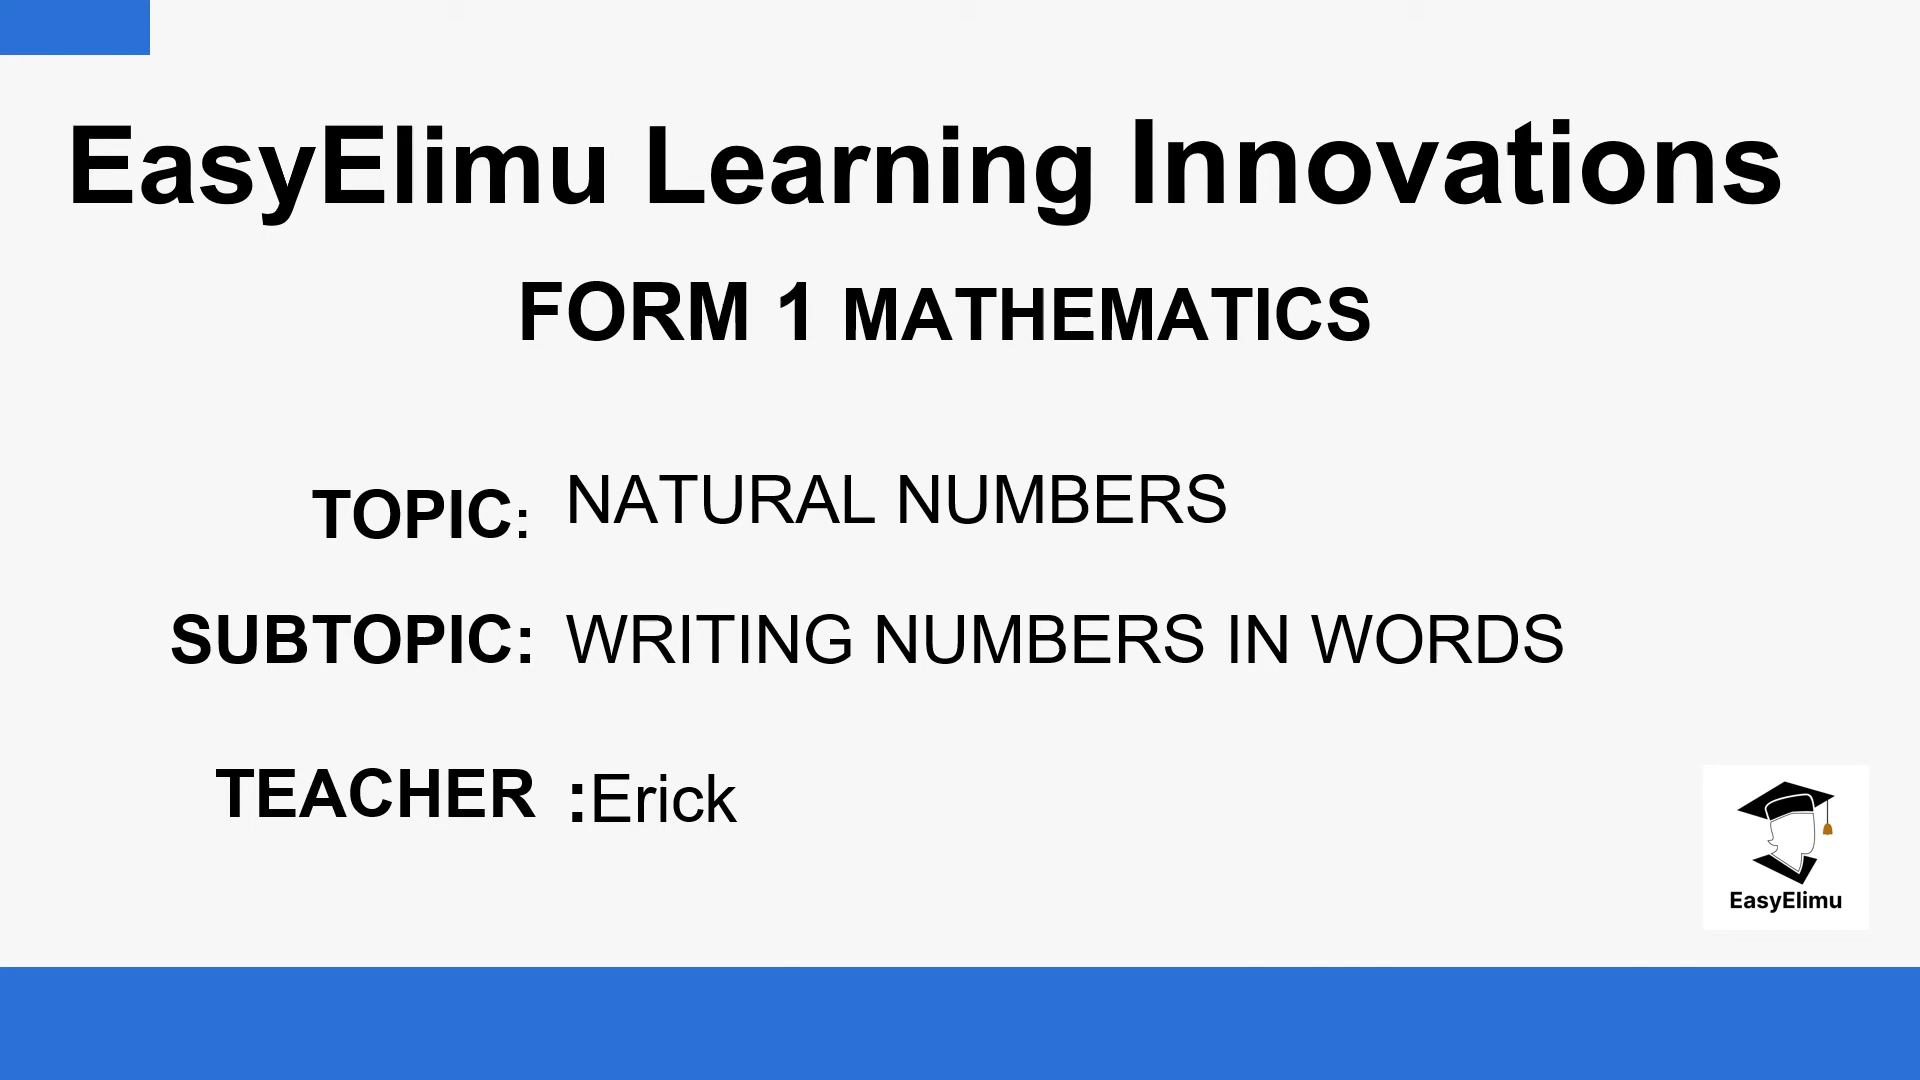 EasyElimu Learning Innovations
FORM 1 MATHEMATICS
TOPIC: NATURAL NUMBERS
SUBTOPIC: WRITING NUMBERS IN WORDS
TEACHER :Erick
EasyElimu